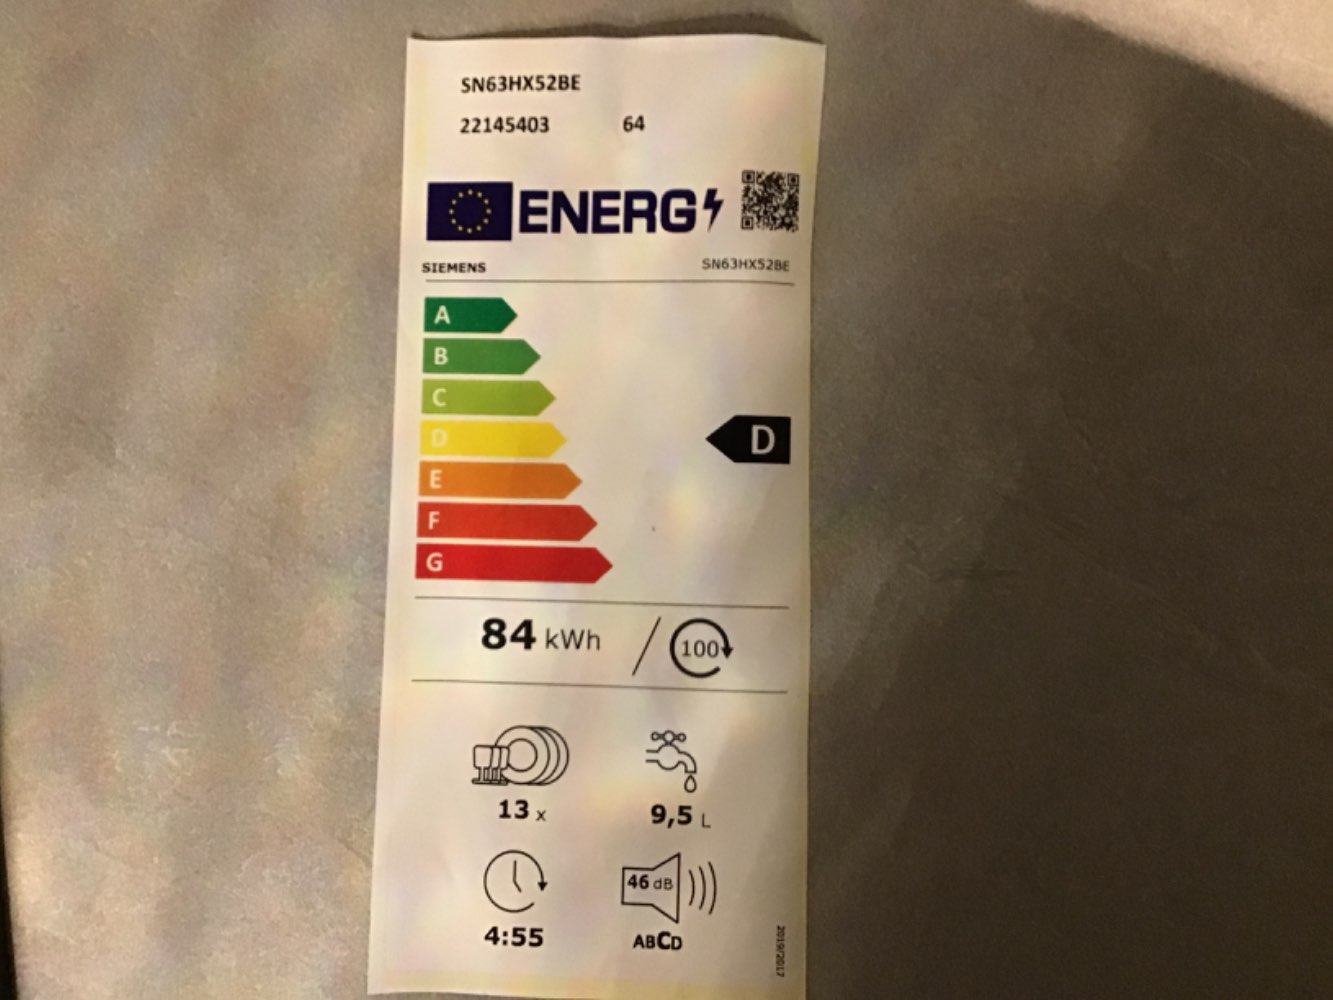 SN63HX52BE
22145403 64
ENERG
SIEMENS SN63HX52BE
A
B
C
D D
E
F
G
84 kWh / 100
13 x 9,5 L
4:55 46 dB
ABCD
2019/2017